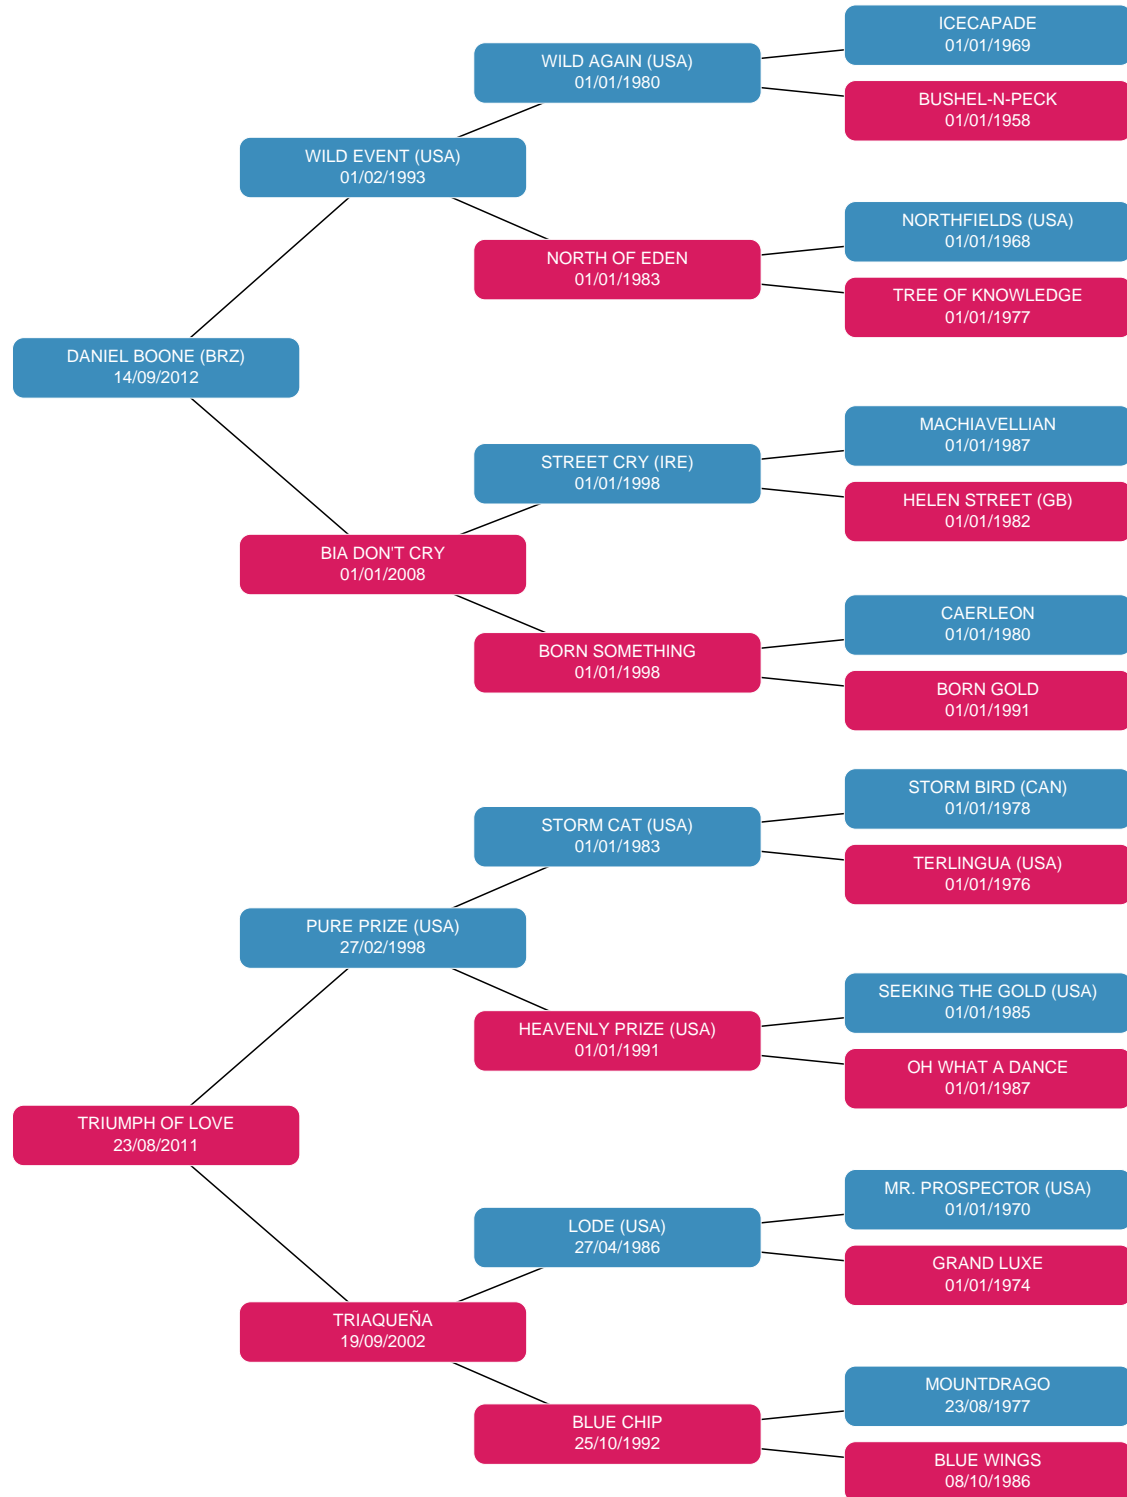 ICECAPADE
01/01/1969
WILD AGAIN (USA)
01/01/1980
BUSHEL-N-PECK
01/01/1958
WILD EVENT (USA)
01/02/1993
NORTHFIELDS (USA)
01/01/1968
NORTH OF EDEN
01/01/1983
TREE OF KNOWLEDGE
01/01/1977
DANIEL BOONE (BRZ)
14/09/2012
MACHIAVELLIAN
01/01/1987
STREET CRY (IRE)
01/01/1998
HELEN STREET (GB)
01/01/1982
BIA DON'T CRY
01/01/2008
CAERLEON
01/01/1980
BORN SOMETHING
01/01/1998
BORN GOLD
01/01/1991
STORM BIRD (CAN)
01/01/1978
STORM CAT (USA)
01/01/1983
TERLINGUA (USA)
01/01/1976
PURE PRIZE (USA)
27/02/1998
SEEKING THE GOLD (USA)
01/01/1985
HEAVENLY PRIZE (USA)
01/01/1991
OH WHAT A DANCE
01/01/1987
TRIUMPH OF LOVE
23/08/2011
MR. PROSPECTOR (USA)
01/01/1970
LODE (USA)
27/04/1986
GRAND LUXE
01/01/1974
TRIAQUEÑA
19/09/2002
MOUNTDRAGO
23/08/1977
BLUE CHIP
25/10/1992
BLUE WINGS
08/10/1986